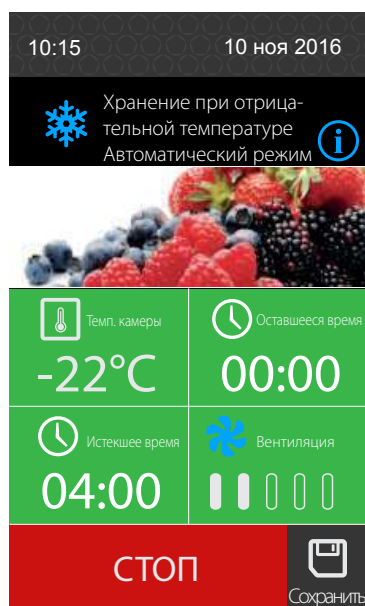 10:15 10 ноя 2016
Хранение при отрица-
тельной температуре
Автоматический режим
i
Темп. камеры
-22°C
Оставшееся время
00:00
Истекшее время
04:00
Вентиляция
СТОП
Сохранить